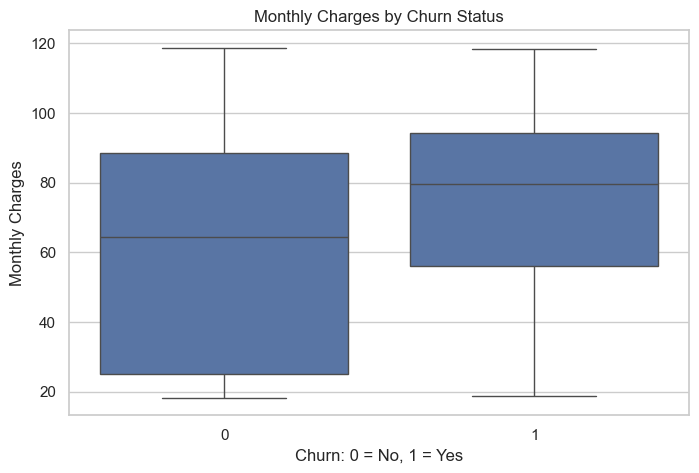 Monthly Charges by Churn Status
120
100
80
60
40
20
Monthly Charges
0
1
Churn: 0 = No, 1 = Yes